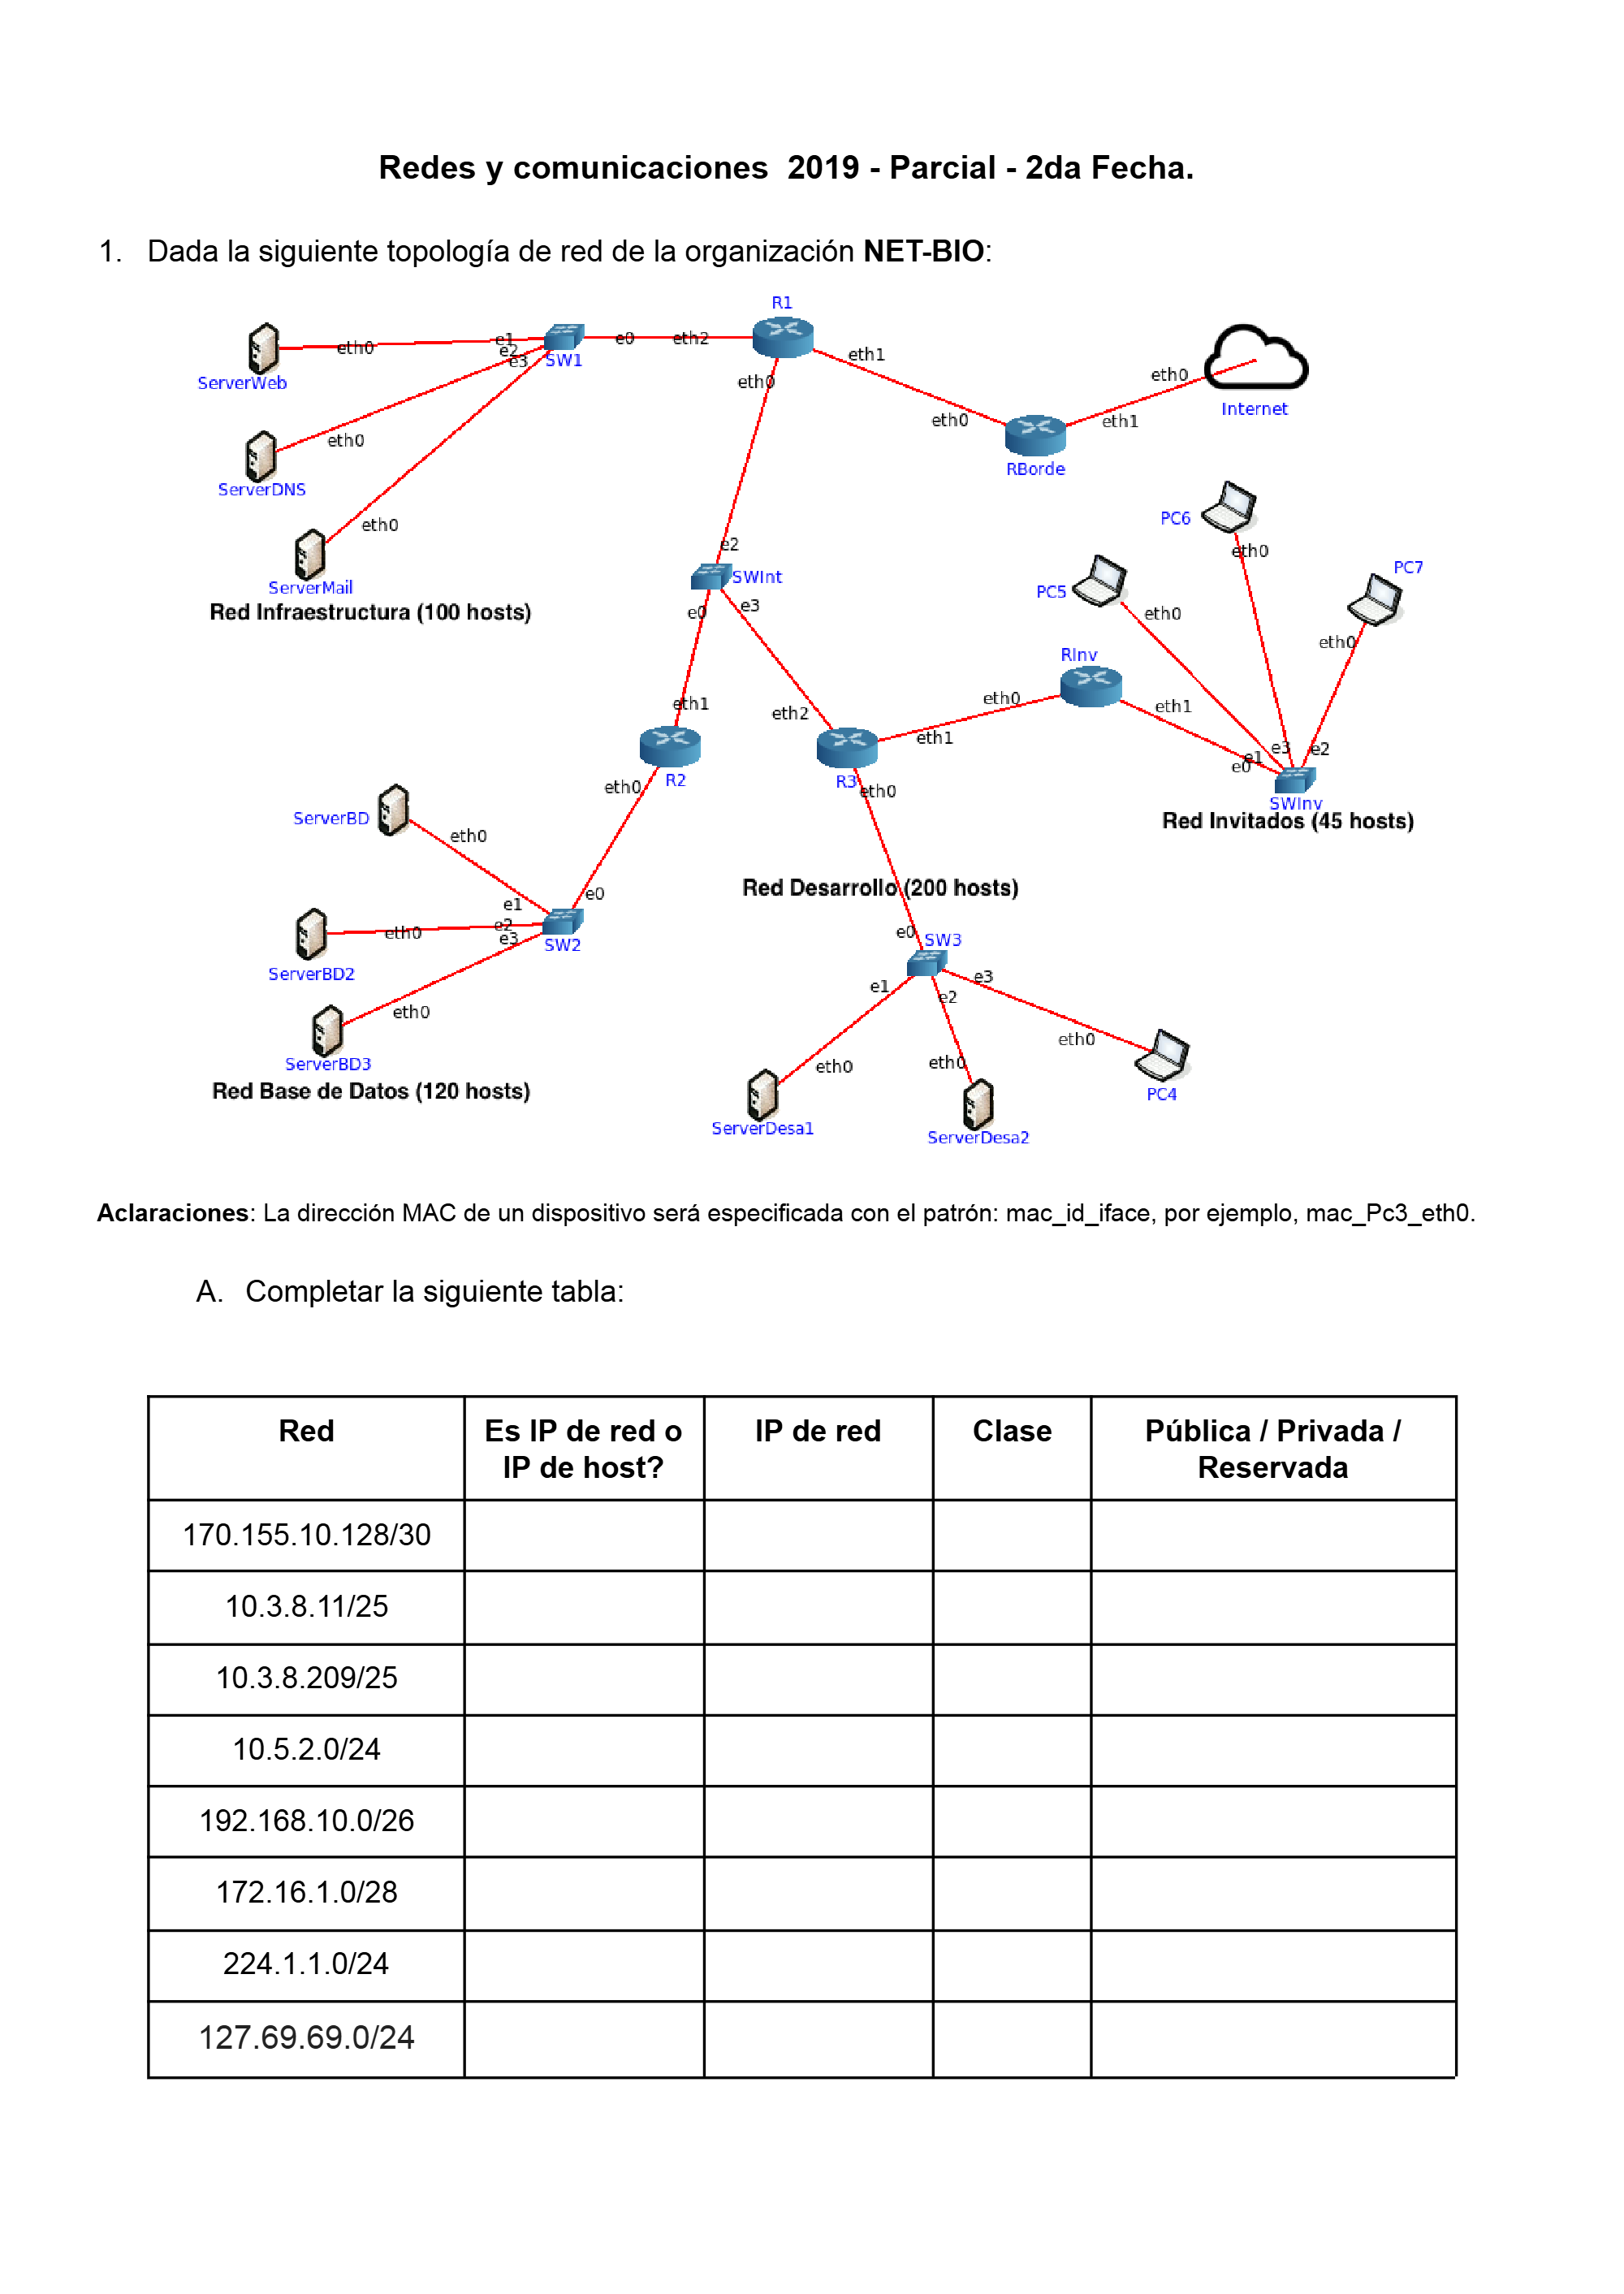 Redes y comunicaciones  2019 - Parcial - 2da Fecha.
1. Dada la siguiente topología de red de la organización NET-BIO:
R1
ServerWeb
eth0
e1
e2
e3
SW1
e0
eth2
eth0
eth1
eth0
RBorde
eth1
eth0
Internet
ServerDNS
eth0
ServerMail
eth0
Red Infraestructura (100 hosts)
e2
SWInt
e0
e3
PC6
eth0
PC5
eth0
PC7
eth0
RInv
eth0
eth1
e0
e1
e3
e2
SWInv
Red Invitados (45 hosts)
eth1
R2
eth0
eth2
R3
eth1
eth0
ServerBD
eth0
e1
e2
e3
e0
SW2
ServerBD2
eth0
ServerBD3
eth0
Red Base de Datos (120 hosts)
Red Desarrollo (200 hosts)
e0
SW3
e1
e2
e3
eth0
eth0
eth0
ServerDesa1
ServerDesa2
PC4
Aclaraciones: La dirección MAC de un dispositivo será especificada con el patrón: mac_id_iface, por ejemplo, mac_Pc3_eth0.
A. Completar la siguiente tabla:
Red Es IP de red o IP de host? IP de red Clase Pública / Privada / Reservada
170.155.10.128/30
10.3.8.11/25
10.3.8.209/25
10.5.2.0/24
192.168.10.0/26
172.16.1.0/28
224.1.1.0/24
127.69.69.0/24